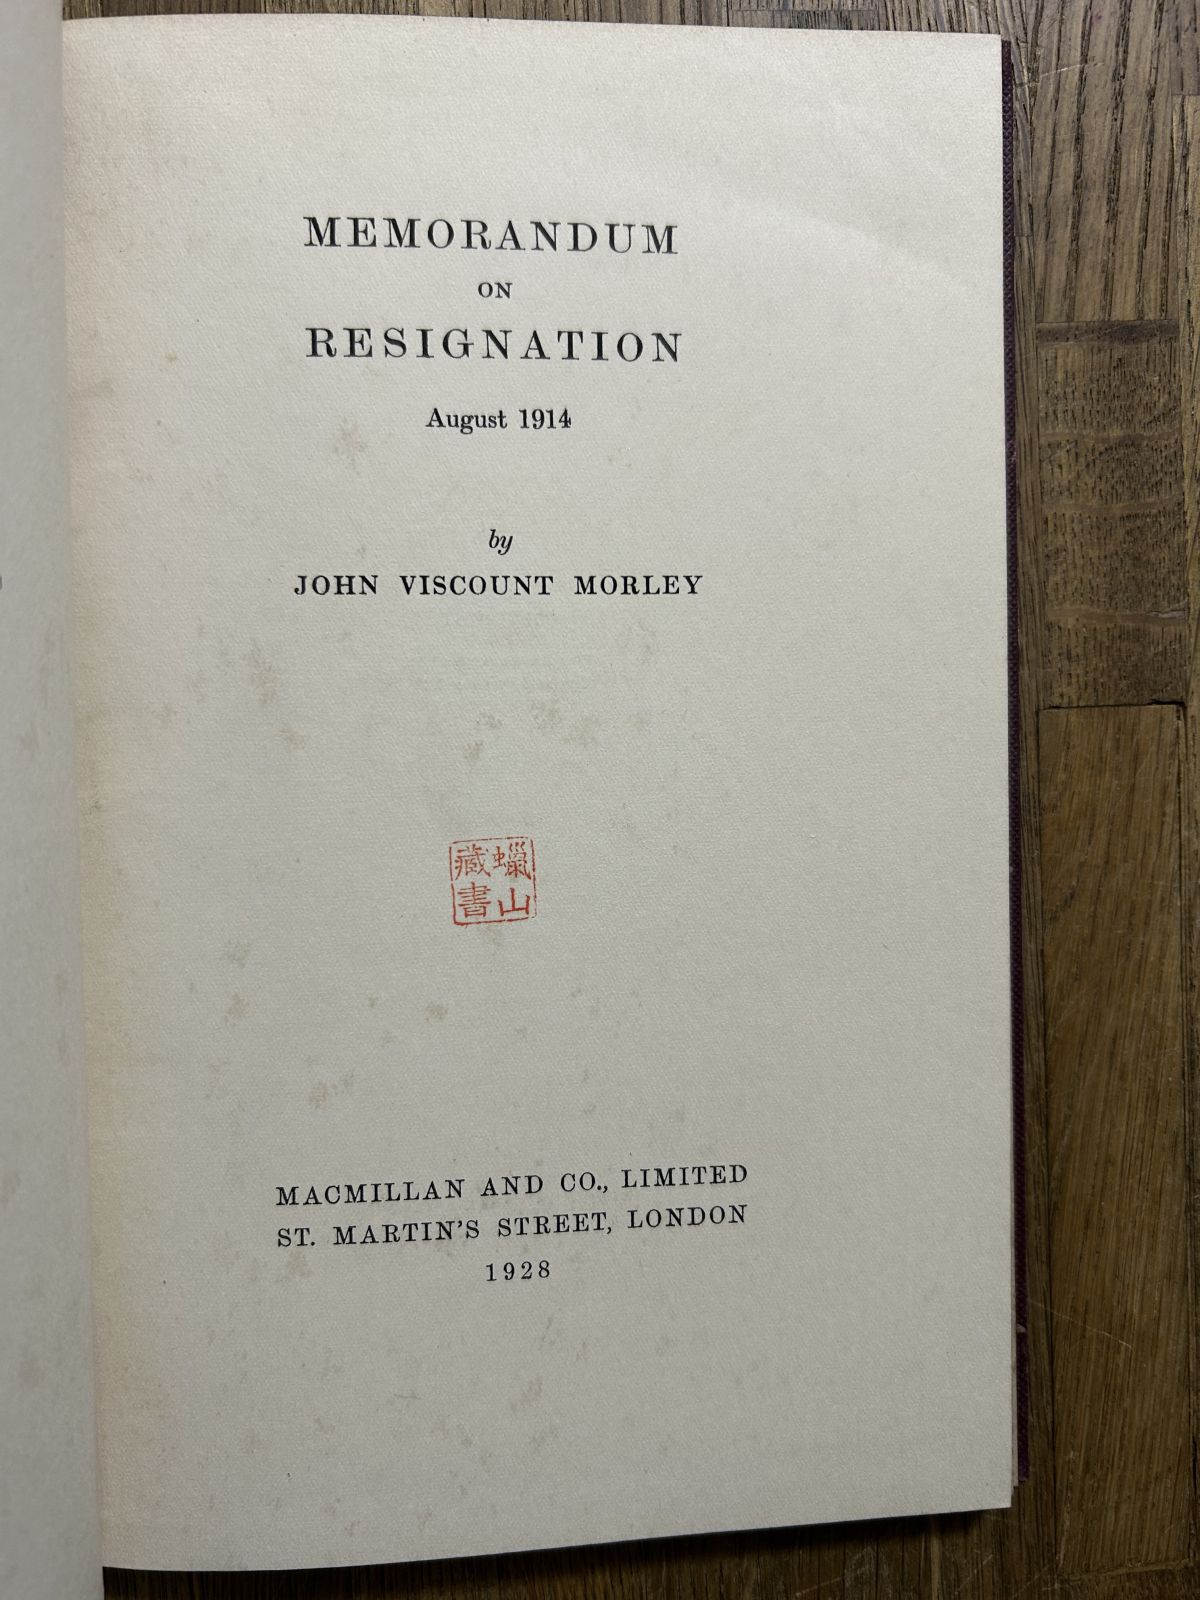 MEMORANDUM
ON
RESIGNATION
August 1914
by
JOHN VISCOUNT MORLEY
蠟山
藏書
MACMILLAN AND CO., LIMITED
ST. MARTIN'S STREET, LONDON
1928